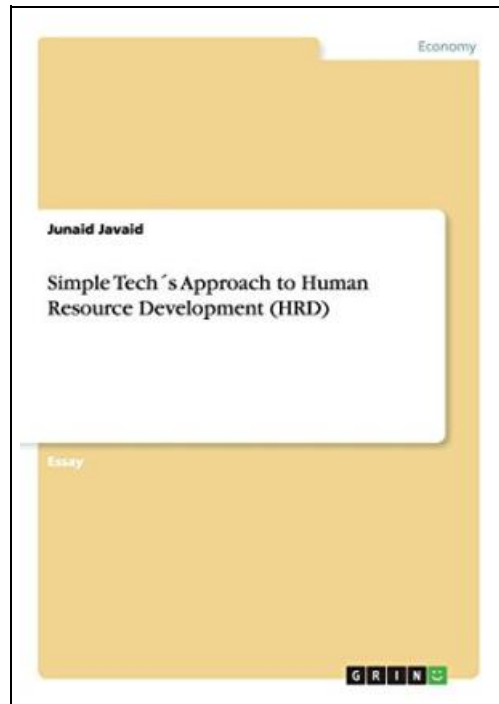 Economy
Junaid Javaid
Simple Tech´s Approach to Human
Resource Development (HRD)
Essay
GRIN